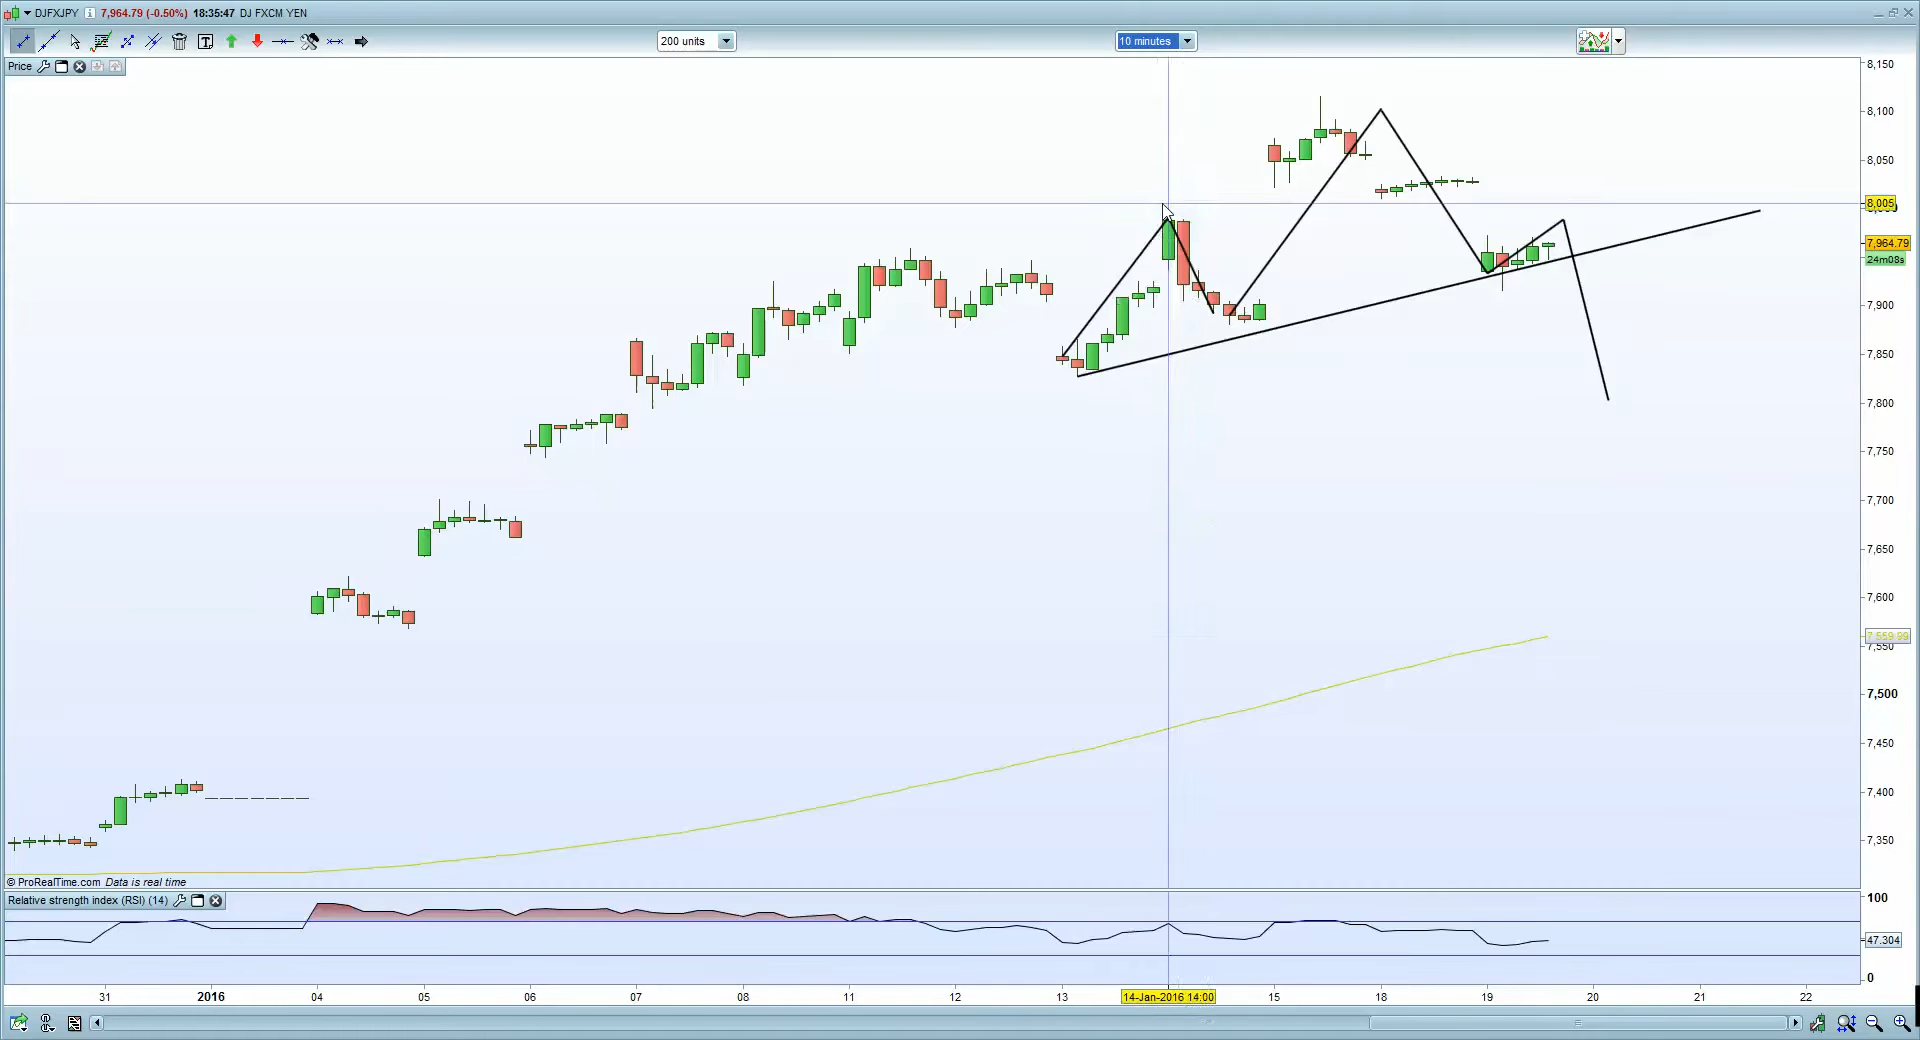 DJFXJPY 7,964.79 (-0.50%) 18:35:47 DJ FXCM YEN
200 units
10 minutes
Price
8,150
8,100
8,050
8,005
7,964.79
24m08s
7,900
7,850
7,800
7,750
7,700
7,650
7,600
7,559.99
7,550
7,500
7,450
7,400
7,350
© ProRealTime.com Data is real time
Relative strength index (RSI) (14)
100
47.304
0
31 2016 04 05 06 07 08 11 12 13 14-Jan-2016 14:00 15 18 19 20 21 22